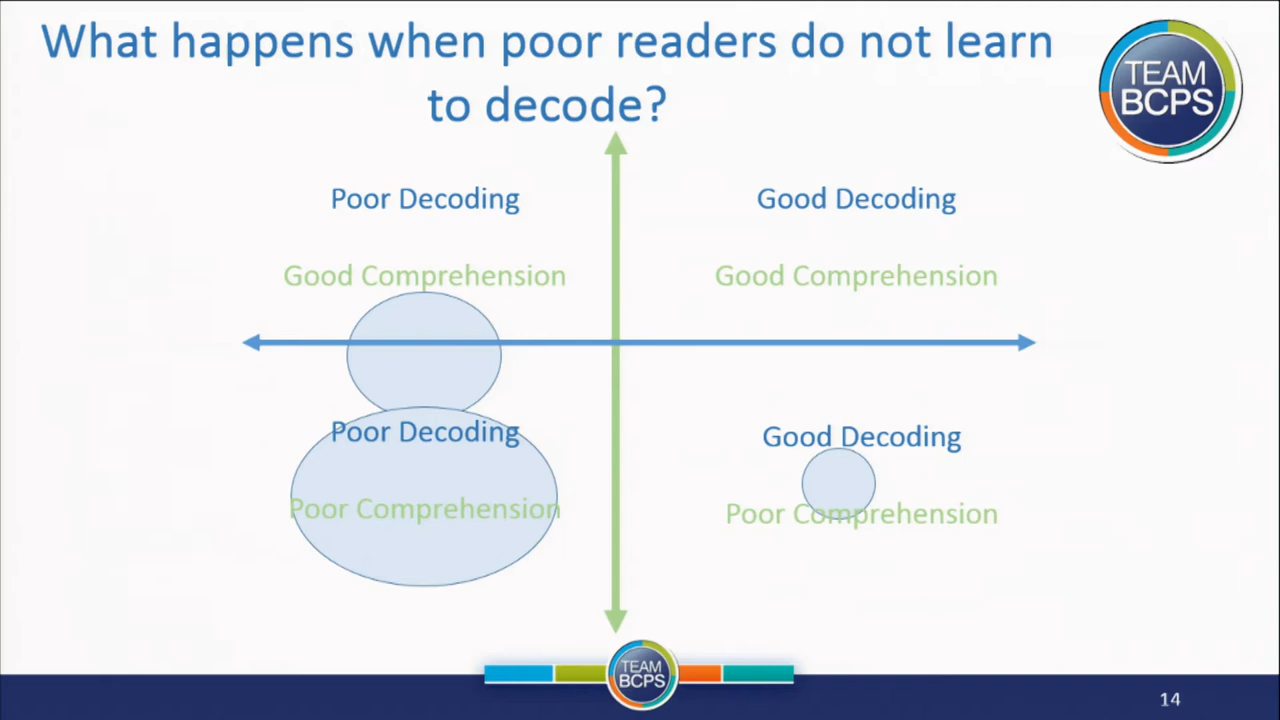 What happens when poor readers do not learn
to decode?
TEAM
BCPS
Poor Decoding
Good Comprehension
Good Decoding
Good Comprehension
Poor Decoding
Poor Comprehension
Good Decoding
Poor Comprehension
TEAM
BCPS
14